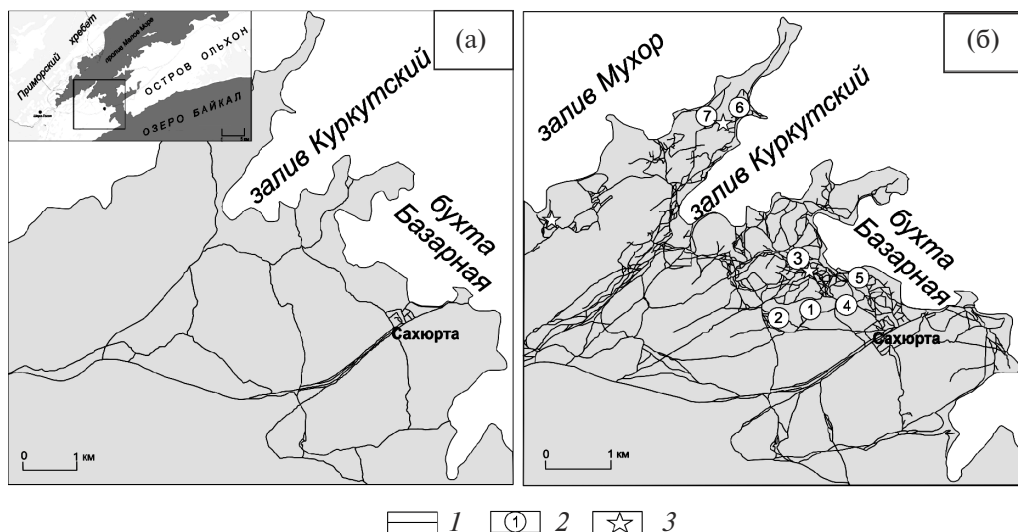 (а)
Приморский хребет
пролив Малое Море
ОСТРОВ ОЛЬХОН
ОЗЕРО БАЙКАЛ
5 км
залив Куркутский
бухта
Базарная
Сахюрта
0 1 км
(б)
залив Мухор
залив Куркутский
бухта
Базарная
7 6
3
5
2 1 4
Сахюрта
0 1 км
1 1 2 3